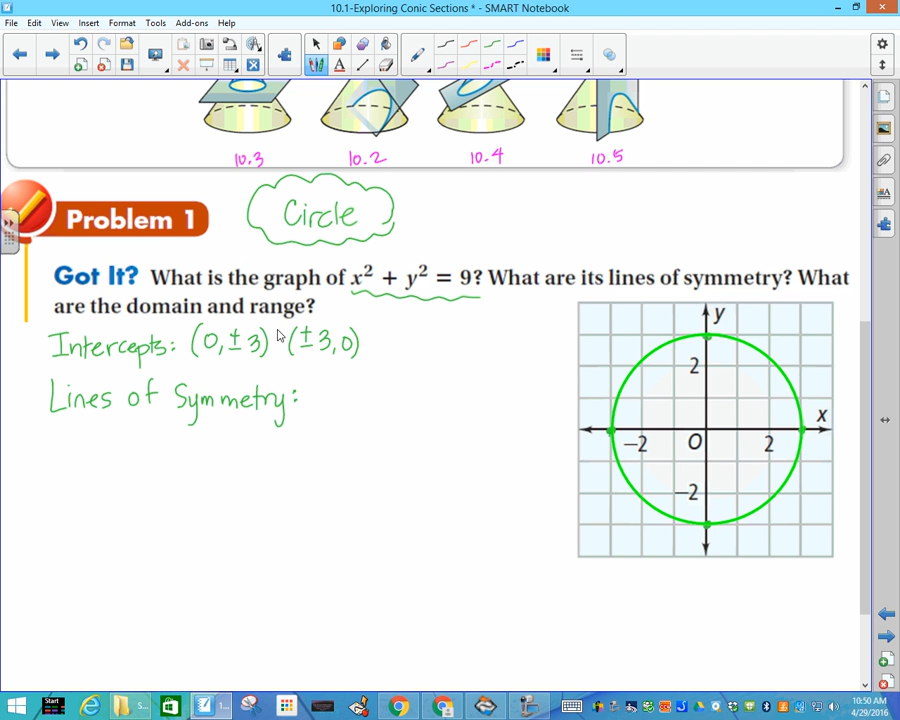 10.1-Exploring Conic Sections * - SMART Notebook
File Edit View Insert Format Tools Add-ons Help
10.3 10.2 10.4 10.5
Problem 1
Circle
Got It? What is the graph of x² + y² = 9? What are its lines of symmetry? What
are the domain and range?
Intercepts: (0, ± 3) (± 3, 0)
Lines of Symmetry:
y
2
x
−2 O 2
−2
Start
S...
1...
10:50 AM
4/29/2016